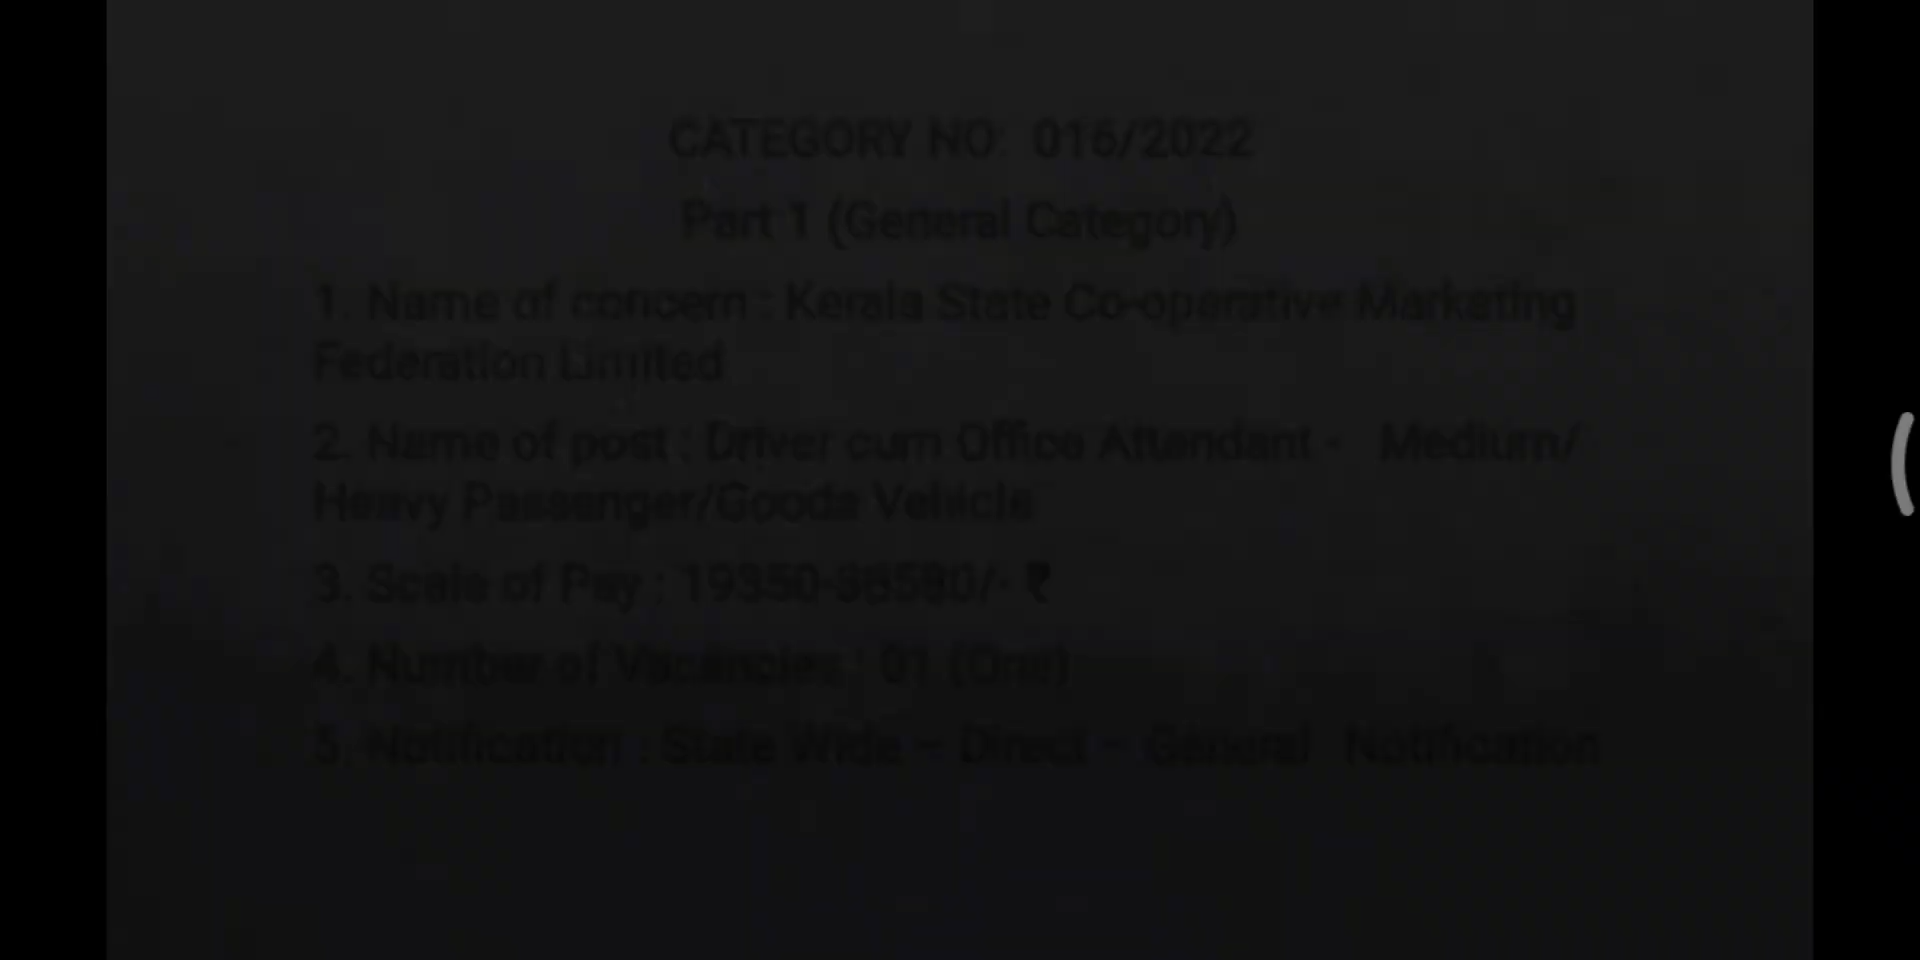 CATEGORY NO: 016/2022
Part 1 (General Category)
1. Name of concern : Kerala State Co-operative Marketing
Federation Limited
2. Name of post : Driver cum Office Attendant - Medium/
Heavy Passenger/Goods Vehicle
3. Scale of Pay : ₹
4. Number of Vacancies : 01 (One)
5. Notification : State Wide – Direct – General Notification